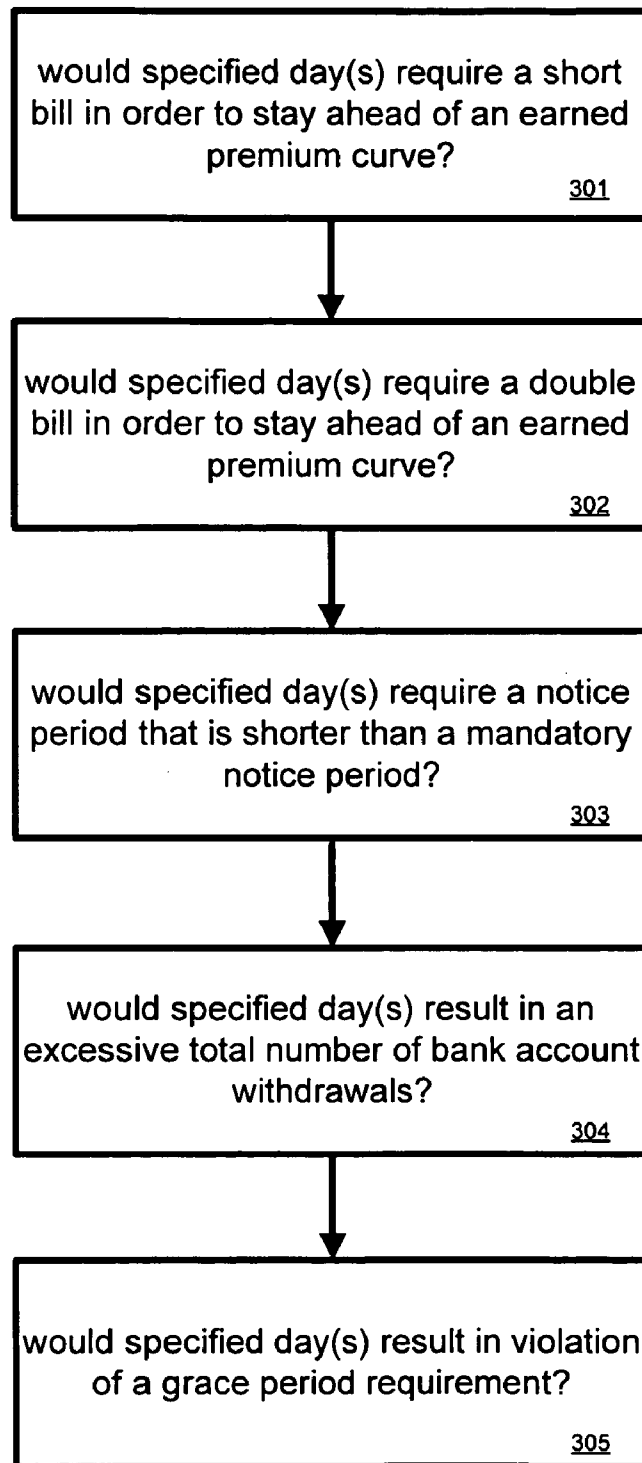 would specified day(s) require a short
bill in order to stay ahead of an earned
premium curve?
301
would specified day(s) require a double
bill in order to stay ahead of an earned
premium curve?
302
would specified day(s) require a notice
period that is shorter than a mandatory
notice period?
303
would specified day(s) result in an
excessive total number of bank account
withdrawals?
304
would specified day(s) result in violation
of a grace period requirement?
305